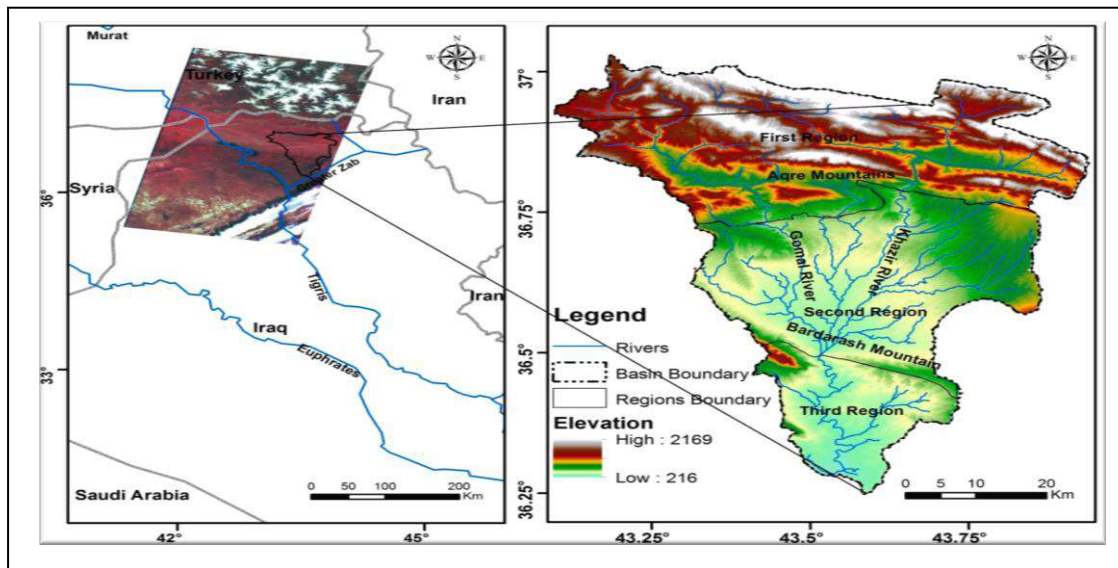 Murat
N
W E
S
Turkey
Iran
Syria
Greater Zab
Tigris
Iran
Iraq
Euphrates
Saudi Arabia
0 50 100 200
Km
36°
33°
42°
45°
N
W E
S
First Region
Aqre Mountains
Gomal River
Khazir River
Second Region
Bardarash Mountain
Third Region
Legend
Rivers
Basin Boundary
Regions Boundary
Elevation
High : 2169
Low : 216
0 5 10 20
Km
37°
36.75°
36.5°
36.25°
43.25°
43.5°
43.75°